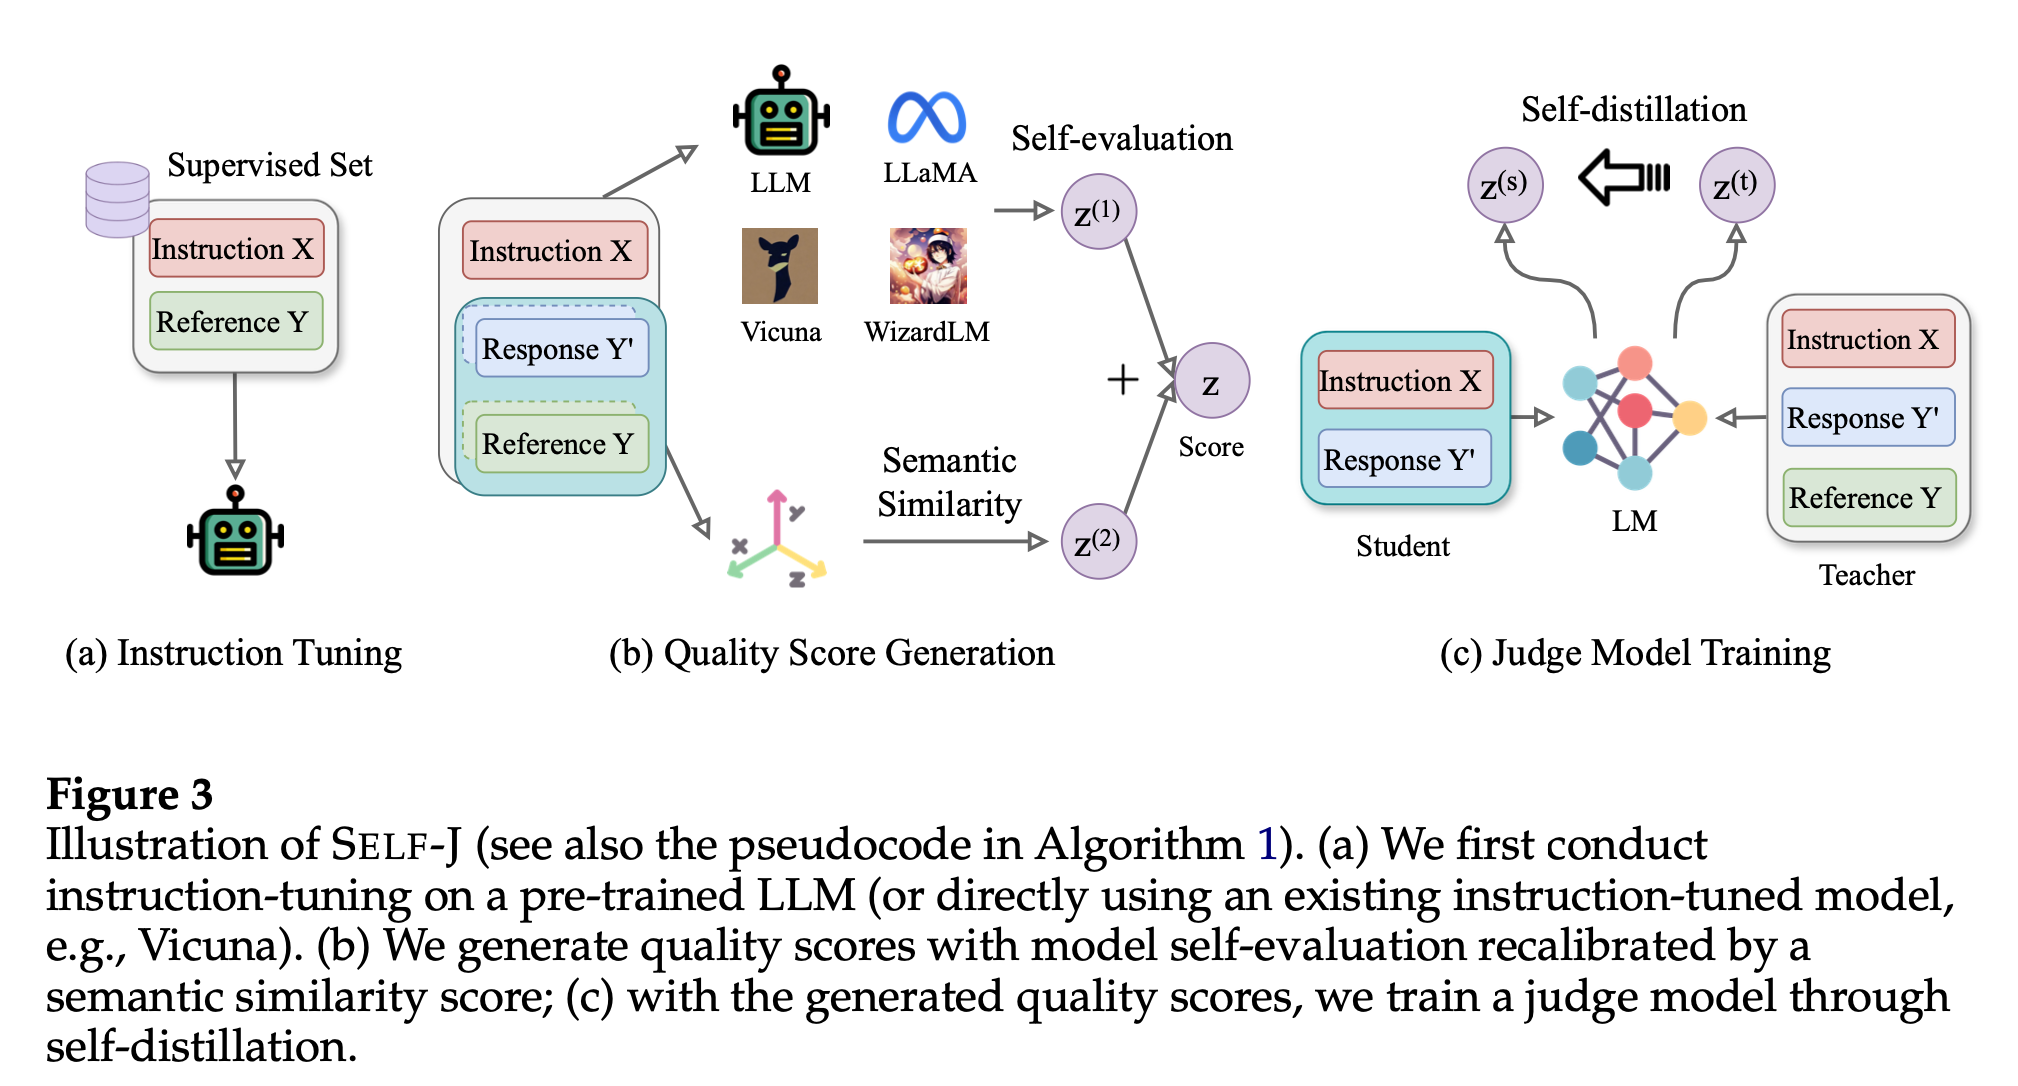 Supervised Set
Instruction X
Reference Y
(a) Instruction Tuning
Instruction X
Response Y'
Reference Y
LLM
LLaMA
Vicuna
WizardLM
Self-evaluation
z(1)
+
z
Score
Semantic
Similarity
z(2)
X
Y
Z
(b) Quality Score Generation
Self-distillation
z(s)
z(t)
Instruction X
Response Y'
Student
LM
Instruction X
Response Y'
Reference Y
Teacher
(c) Judge Model Training
Figure 3
Illustration of SELF-J (see also the pseudocode in Algorithm 1). (a) We first conduct
instruction-tuning on a pre-trained LLM (or directly using an existing instruction-tuned model,
e.g., Vicuna). (b) We generate quality scores with model self-evaluation recalibrated by a
semantic similarity score; (c) with the generated quality scores, we train a judge model through
self-distillation.